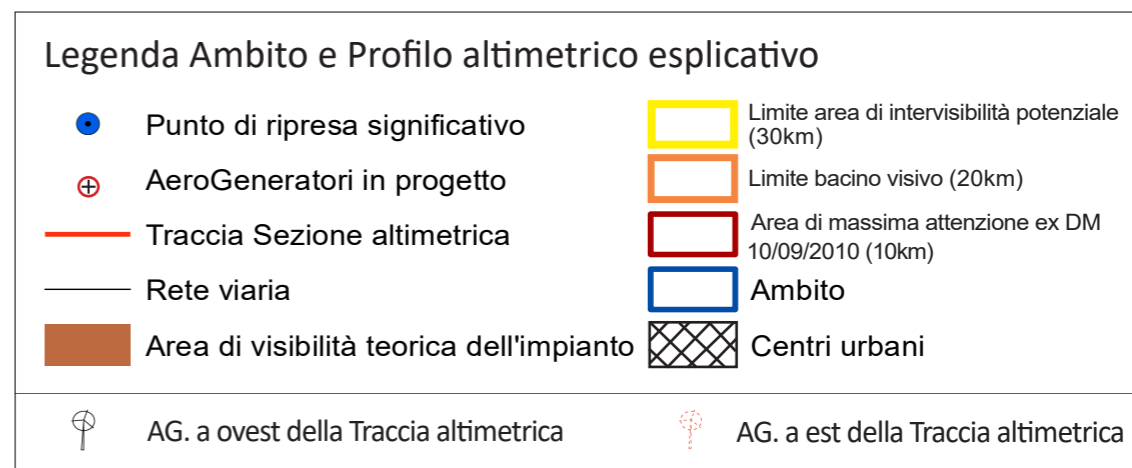 Legenda Ambito e Profilo altimetrico esplicativo
Punto di ripresa significativo
AeroGeneratori in progetto
Traccia Sezione altimetrica
Rete viaria
Area di visibilità teorica dell'impianto
Limite area di intervisibilità potenziale
(30km)
Limite bacino visivo (20km)
Area di massima attenzione ex DM
10/09/2010 (10km)
Ambito
Centri urbani
AG. a ovest della Traccia altimetrica
AG. a est della Traccia altimetrica